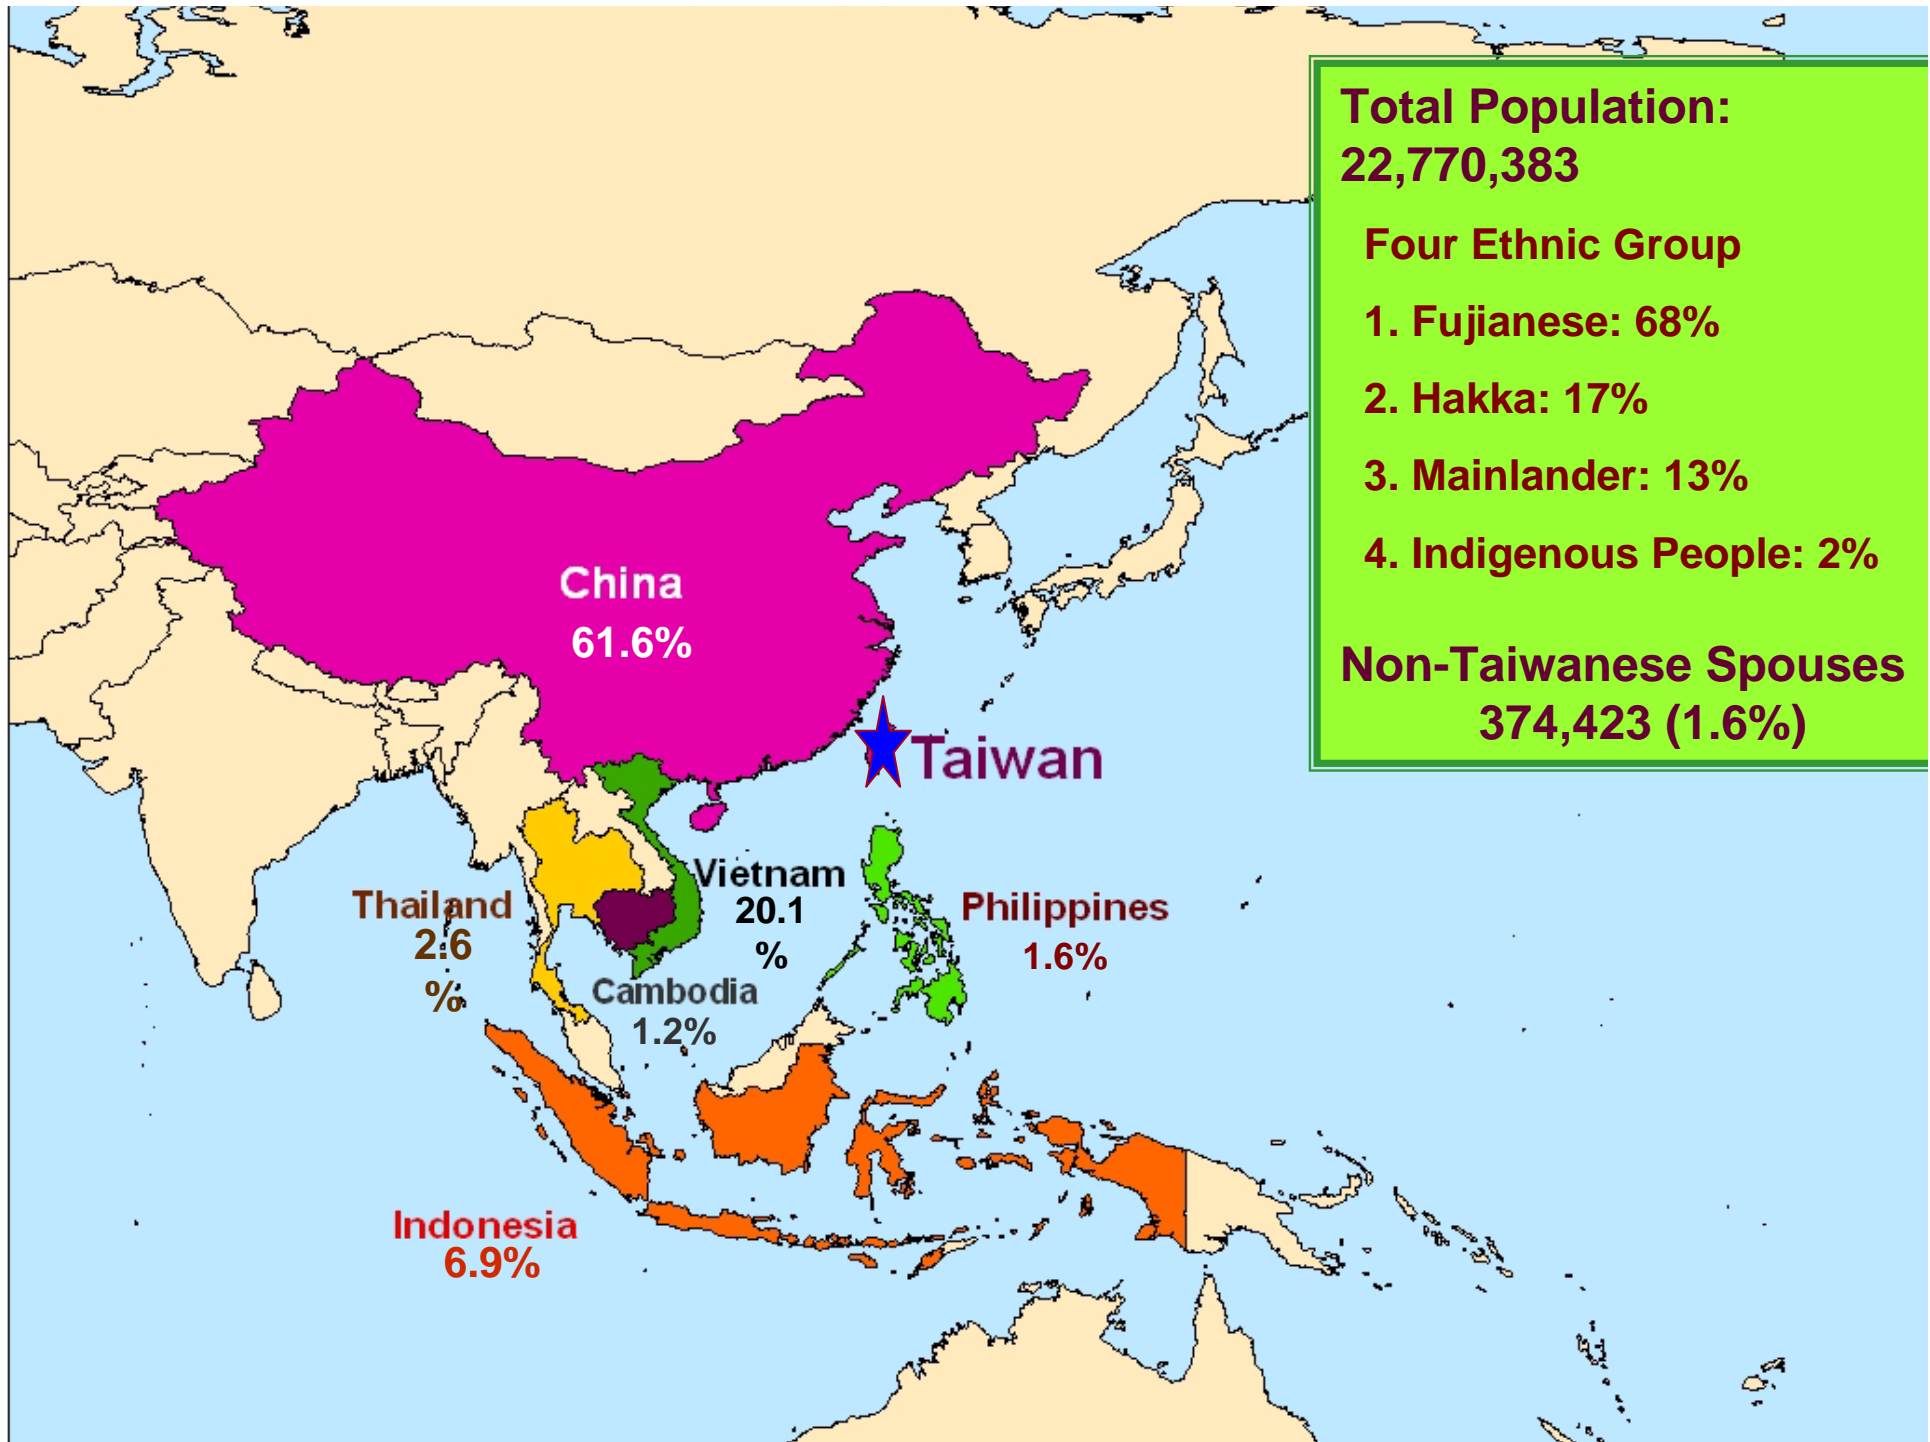 Total Population:
22,770,383
Four Ethnic Group
1. Fujianese: 68%
2. Hakka: 17%
3. Mainlander: 13%
4. Indigenous People: 2%
Non-Taiwanese Spouses
374,423 (1.6%)
China
61.6%
Taiwan
Vietnam
20.1
%
Thailand
2.6
%
Philippines
1.6%
Cambodia
1.2%
Indonesia
6.9%